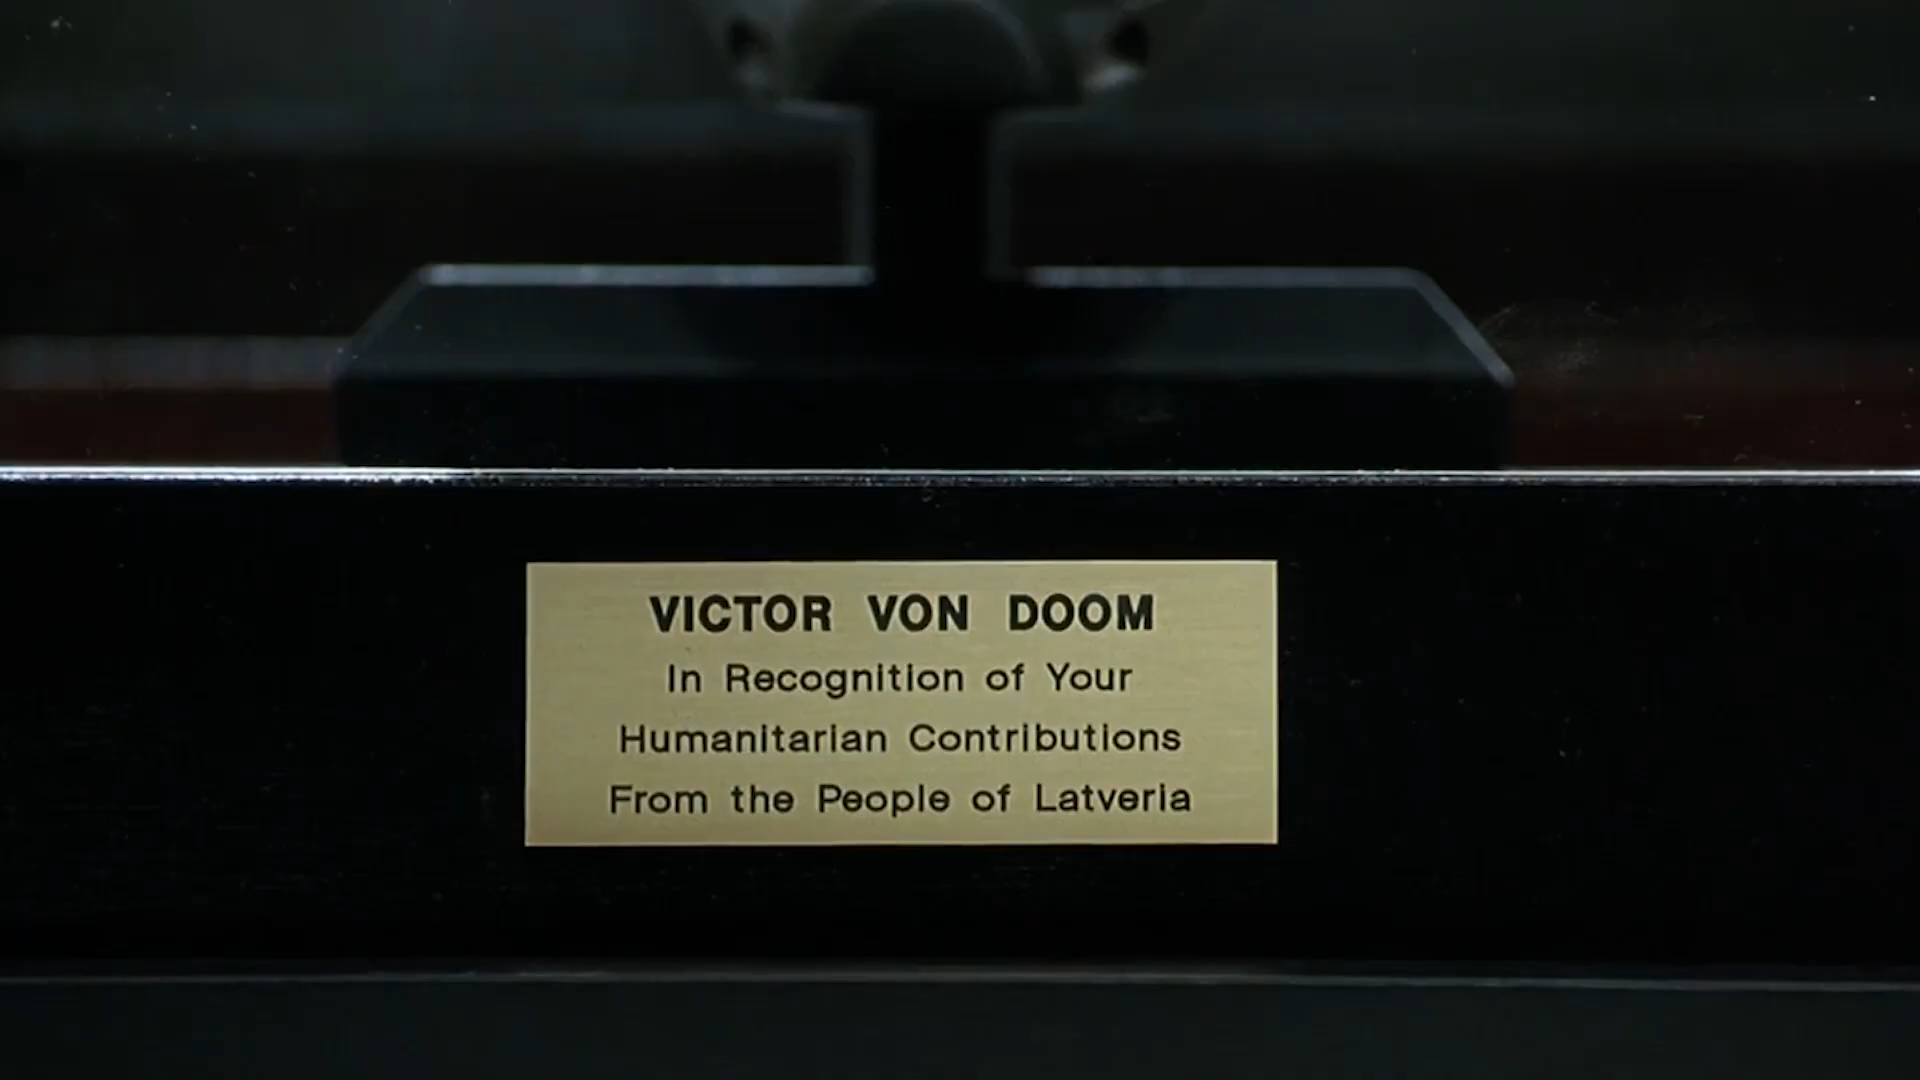 VICTOR VON DOOM
In Recognition of Your
Humanitarian Contributions
From the People of Latveria